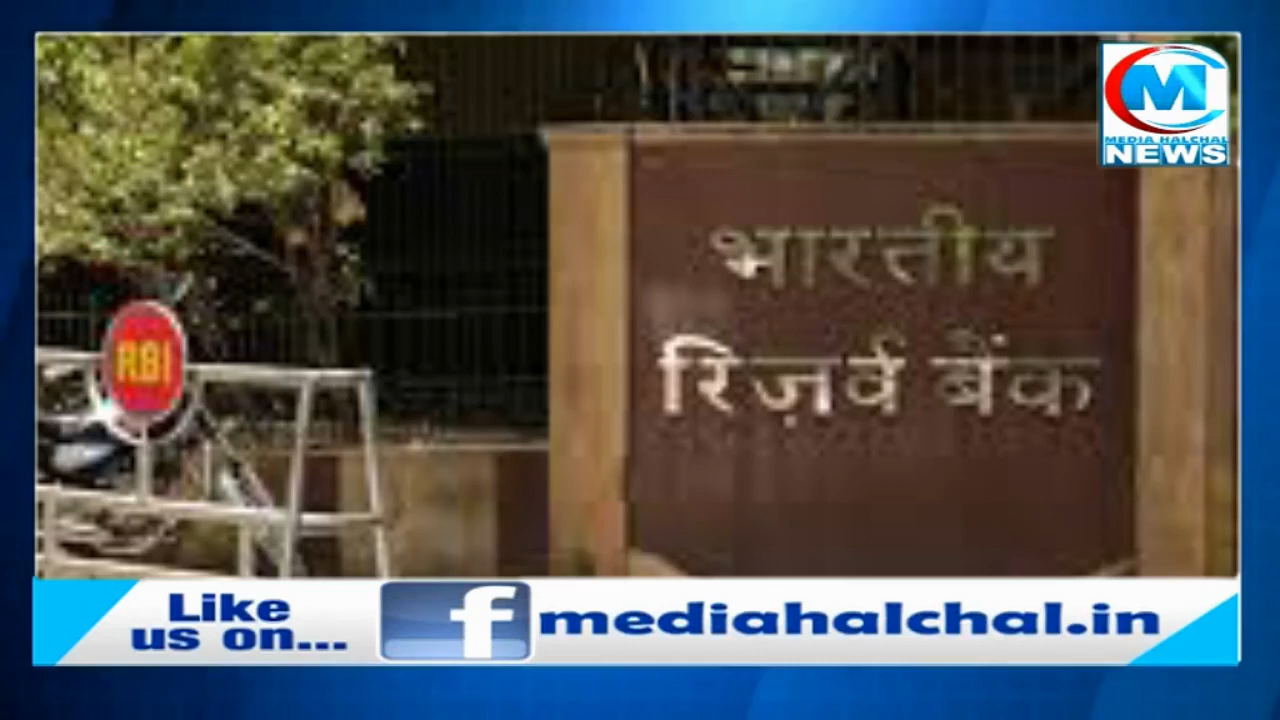 MEDIA HALCHAL
NEWS
भारतीय
रिज़र्व बैंक
RBI
Like
us on...
mediahalchal.in